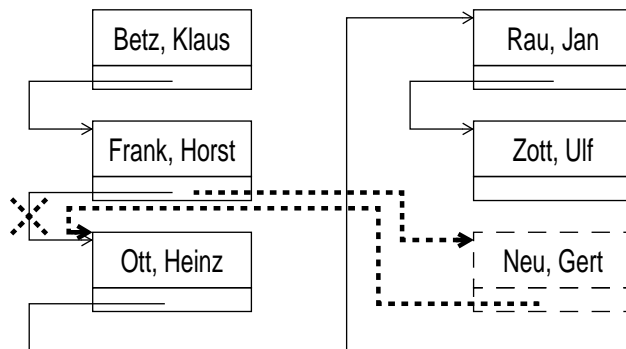 Betz, Klaus
Frank, Horst
Ott, Heinz
Rau, Jan
Zott, Ulf
Neu, Gert